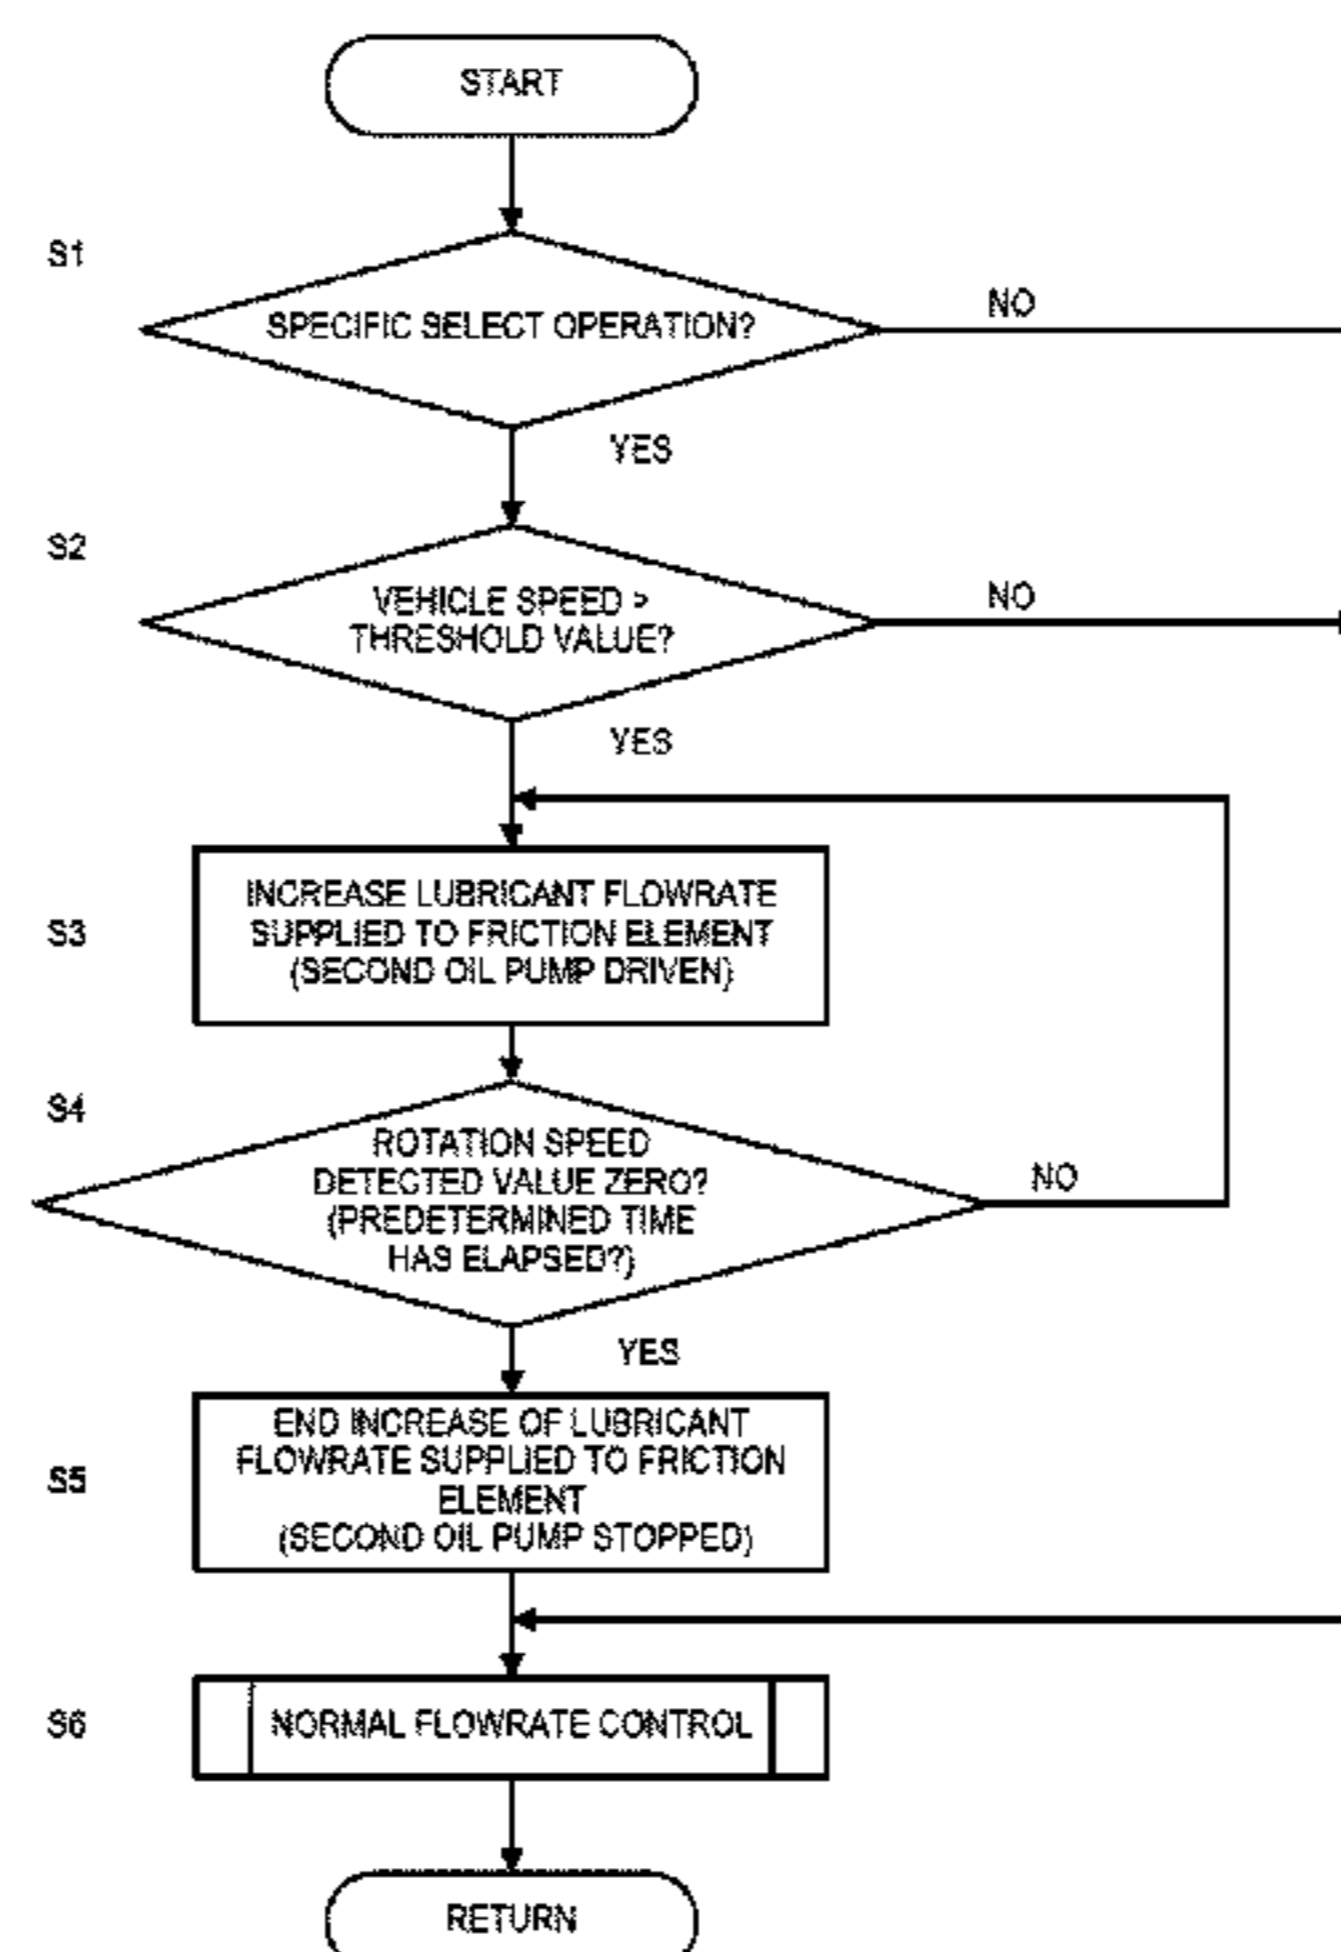 START
S1
SPECIFIC SELECT OPERATION?
NO
YES
S2
VEHICLE SPEED >
THRESHOLD VALUE?
NO
YES
S3
INCREASE LUBRICANT FLOWRATE
SUPPLIED TO FRICTION ELEMENT
(SECOND OIL PUMP DRIVEN)
S4
ROTATION SPEED
DETECTED VALUE ZERO?
(PREDETERMINED TIME
HAS ELAPSED?)
NO
YES
S5
END INCREASE OF LUBRICANT
FLOWRATE SUPPLIED TO FRICTION
ELEMENT
(SECOND OIL PUMP STOPPED)
S6
NORMAL FLOWRATE CONTROL
RETURN